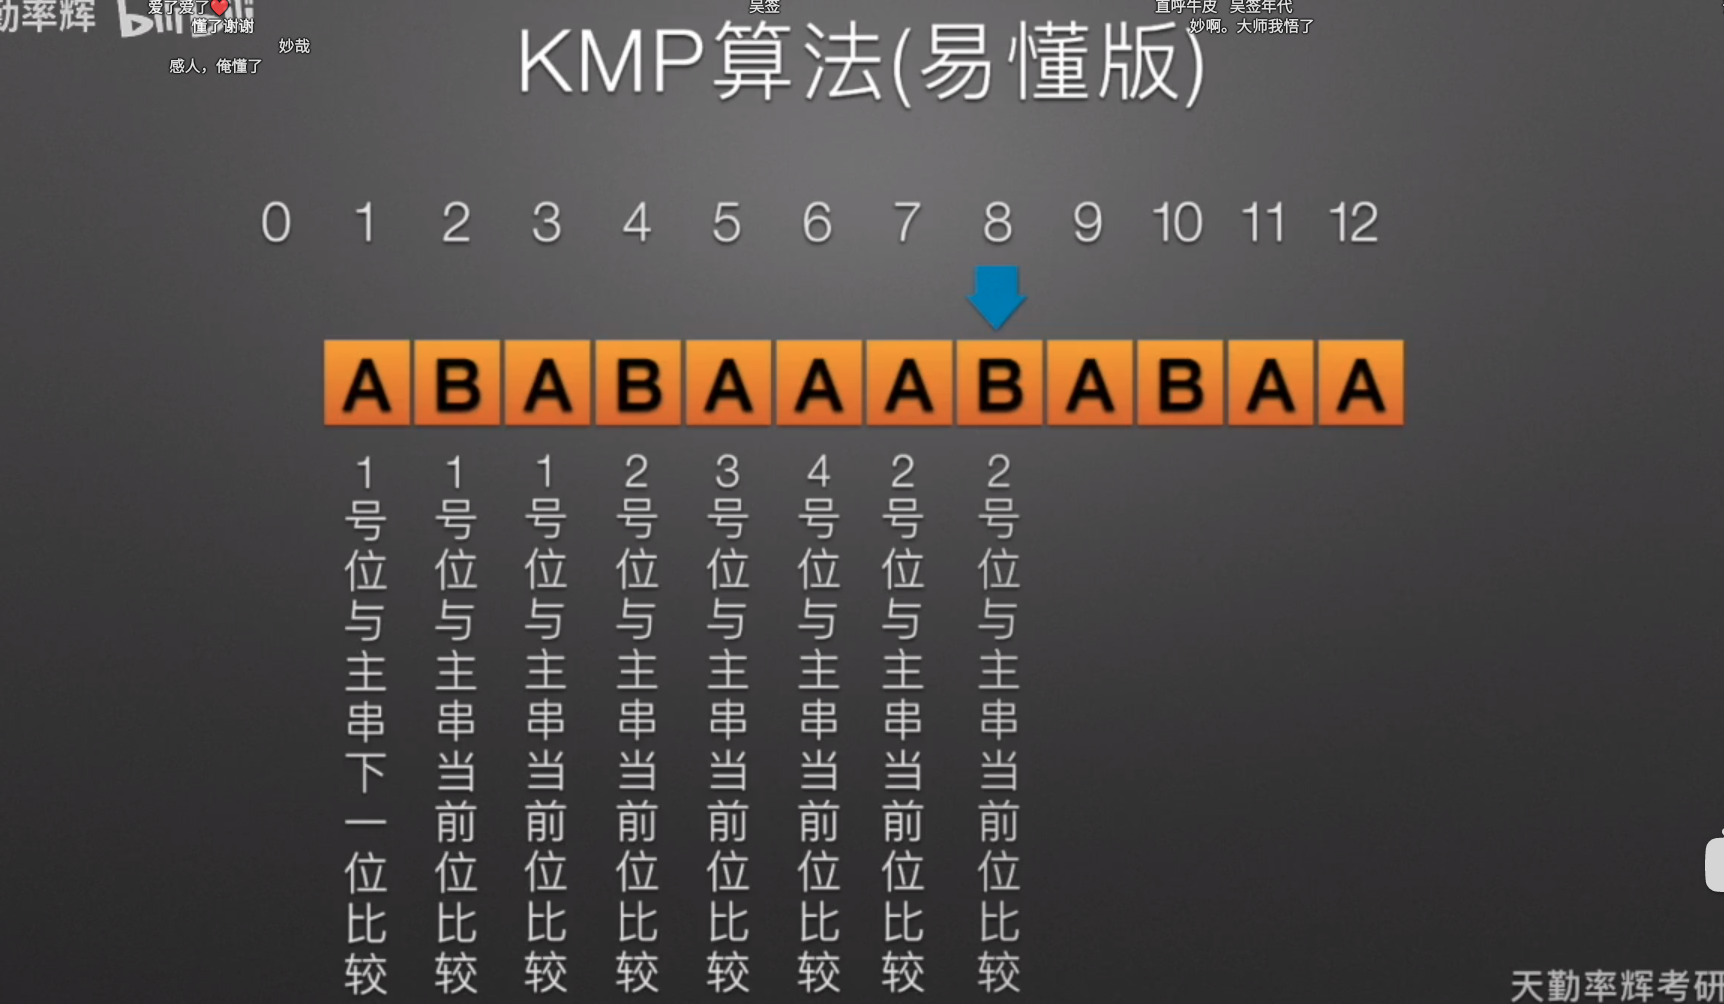 勤率辉 bilibili
爱了爱了❤️
懂了谢谢
妙哉
感人，俺懂了
吴签
直呼牛皮 吴签年代
妙啊。大师我悟了
KMP算法(易懂版)
0 1 2 3 4 5 6 7 8 9 10 11 12
A B A B A A A B A B A A
1号位与主串下一位比较
1号位与主串当前位比较
1号位与主串当前位比较
2号位与主串当前位比较
3号位与主串当前位比较
4号位与主串当前位比较
2号位与主串当前位比较
2号位与主串当前位比较
天勤率辉考研